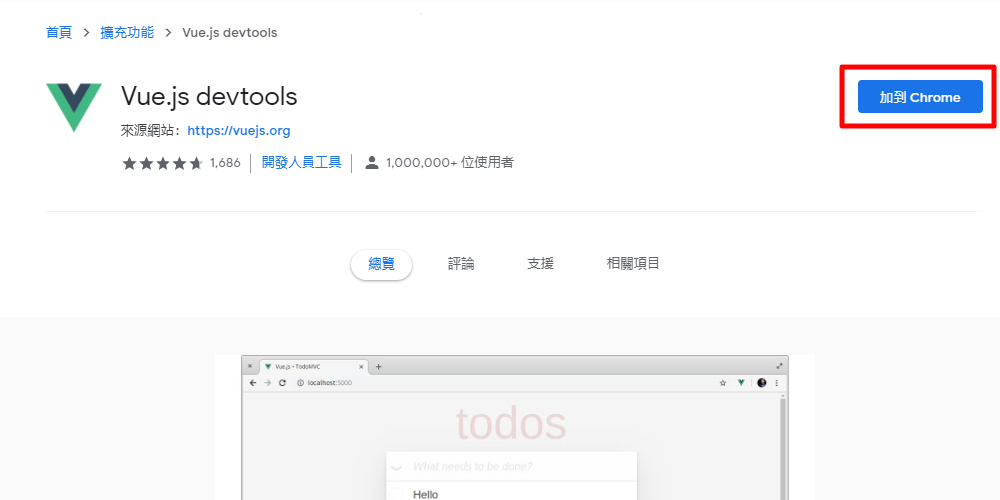 首頁 > 擴充功能 > Vue.js devtools
Vue.js devtools
加到 Chrome
來源網站： https://vuejs.org
1,686 | 開發人員工具 | 1,000,000+ 位使用者
總覽 評論 支援 相關項目
Vue.js • TodoMVC
localhost:5000
todos
What needs to be done?
Hello